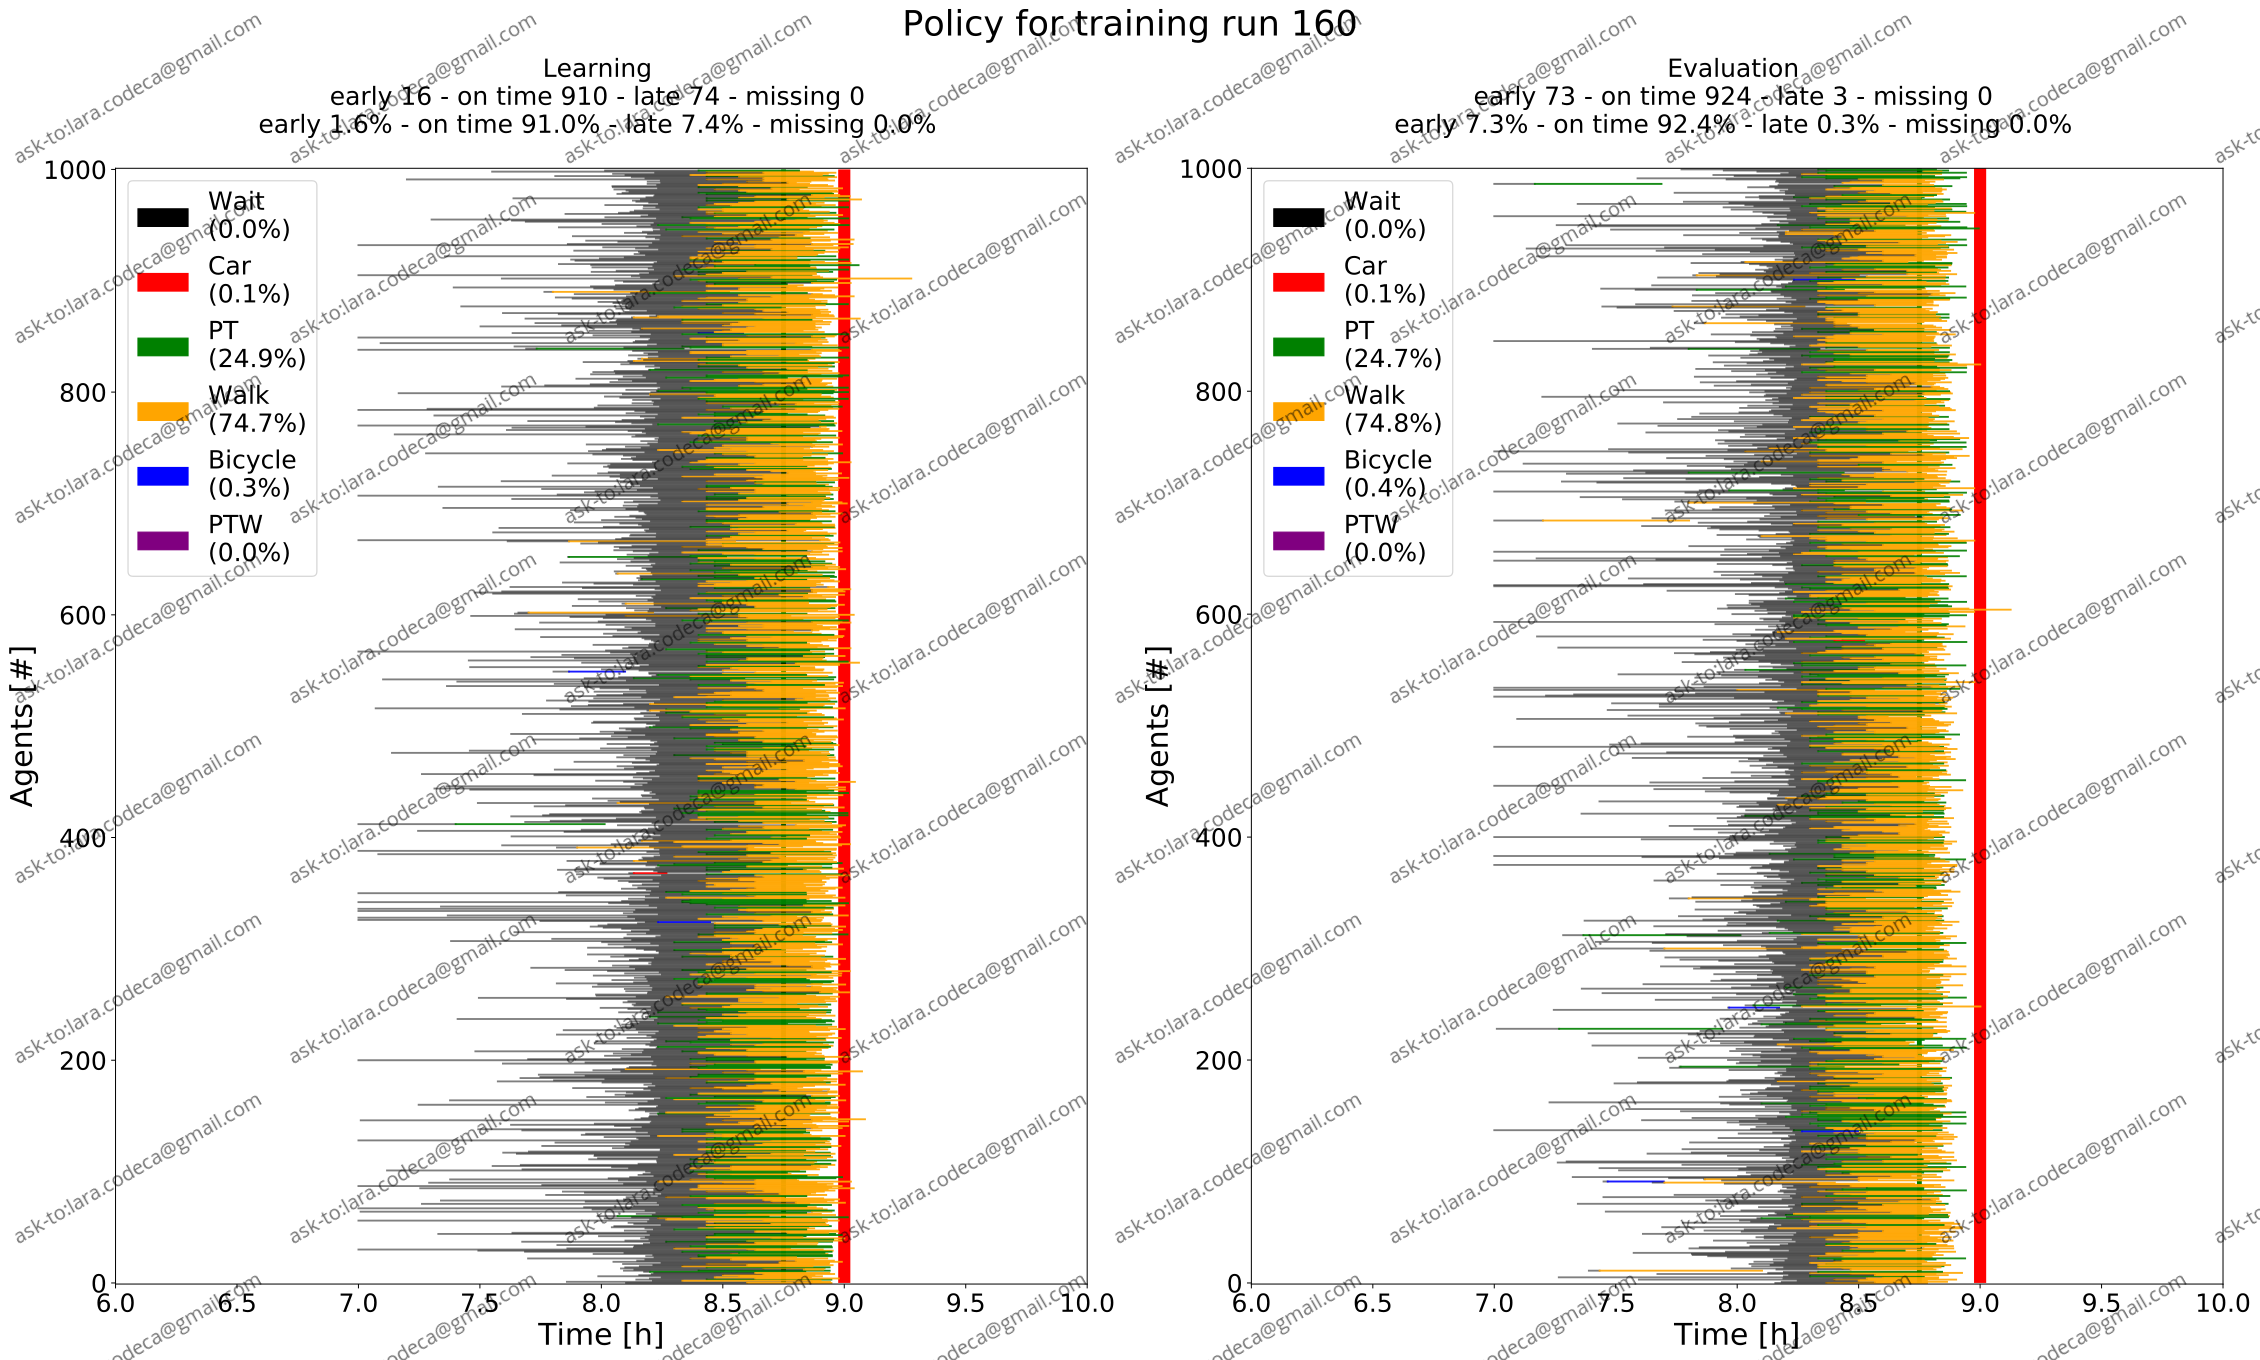 Policy for training run 160
Learning
early 16 - on time 910 - late 74 - missing 0
early 1.6% - on time 91.0% - late 7.4% - missing 0.0%
1000
800
600
400
200
0
Agents [#]
Wait
(0.0%)
Car
(0.1%)
PT
(24.9%)
Walk
(74.7%)
Bicycle
(0.3%)
PTW
(0.0%)
6.0 6.5 7.0 7.5 8.0 8.5 9.0 9.5 10.0
Time [h]
Evaluation
early 73 - on time 924 - late 3 - missing 0
early 7.3% - on time 92.4% - late 0.3% - missing 0.0%
1000
800
600
400
200
0
Agents [#]
Wait
(0.0%)
Car
(0.1%)
PT
(24.7%)
Walk
(74.8%)
Bicycle
(0.4%)
PTW
(0.0%)
6.0 6.5 7.0 7.5 8.0 8.5 9.0 9.5 10.0
Time [h]
ask-to:lara.codeca@gmail.com